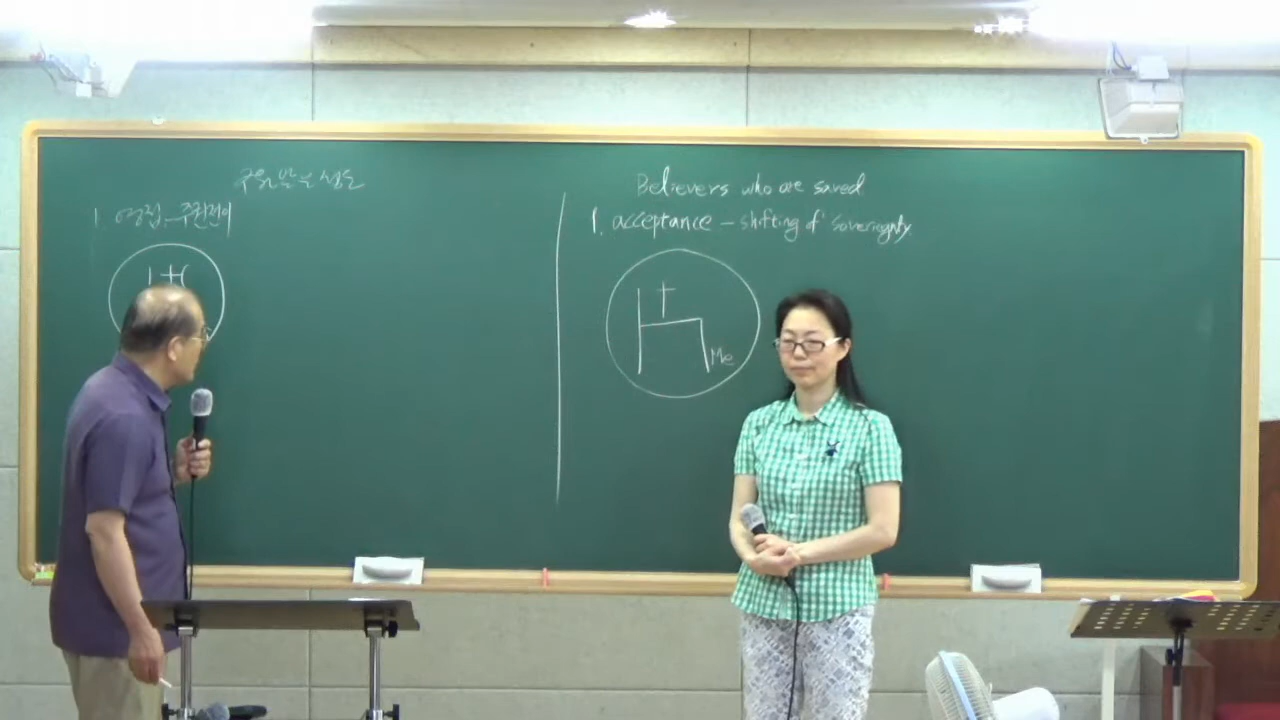 구원받은 성도
1. 영접 - 주권전이
Believers who are saved
1. acceptance - shifting of sovereignty.
Me